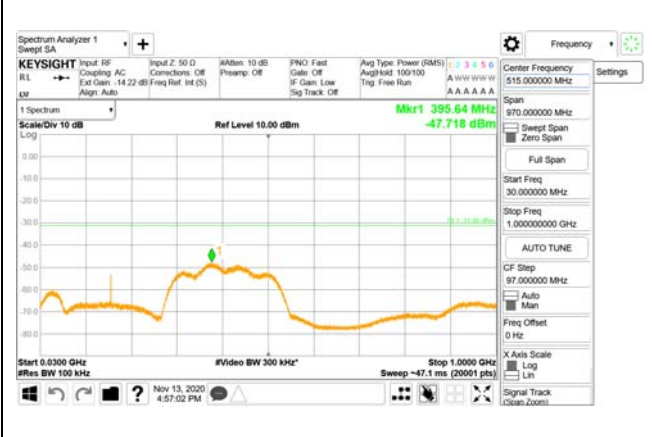 Spectrum Analyzer 1
Swept SA
Frequency
KEYSIGHT
RL
Input: RF
Coupling: AC
Ext Gain: -14.22 dB
Align: Auto
Input Z: 50 Ω
Corrections: Off
Freq Ref: Int (S)
#Atten: 10 dB
Preamp: Off
PNO: Fast
Gate: Off
IF Gain: Low
Sig Track: Off
Avg Type: Power (RMS)
Avg|Hold: 100/100
Trig: Free Run
1 2 3 4 5 6
A W W W W W
A A A A A A
1 Spectrum
Scale/Div 10 dB
Ref Level 10.00 dBm
Mkr1 395.64 MHz
-47.718 dBm
Log
0.00
-10.0
-20.0
-30.0
-40.0
-50.0
-60.0
-70.0
-80.0
1
Start 0.0300 GHz
#Res BW 100 kHz
#Video BW 300 kHz*
Stop 1.0000 GHz
Sweep ~47.1 ms (20001 pts)
Nov 13, 2020
4:57:02 PM
Center Frequency
515.000000 MHz
Settings
Span
970.000000 MHz
Swept Span
Zero Span
Full Span
Start Freq
30.000000 MHz
Stop Freq
1.000000000 GHz
AUTO TUNE
CF Step
97.000000 MHz
Auto
Man
Freq Offset
0 Hz
X Axis Scale
Log
Lin
Signal Track
(Span Zoom)